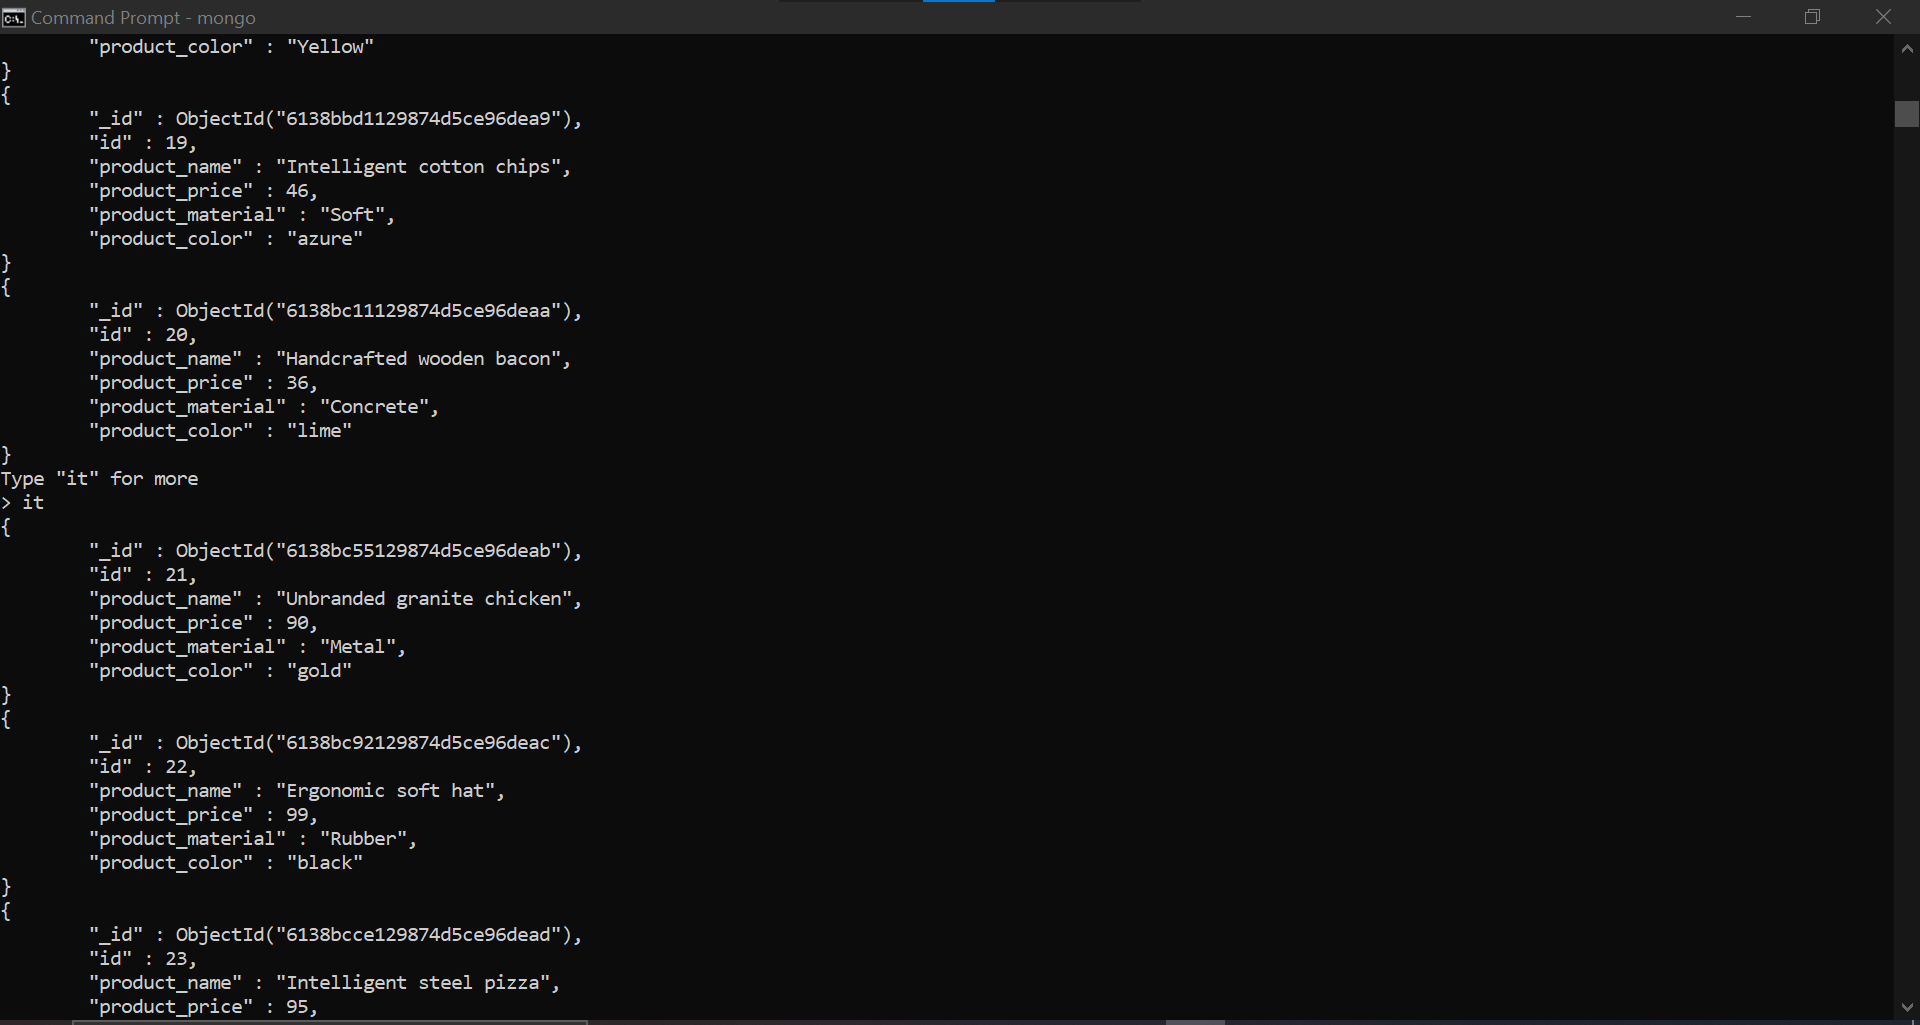 Command Prompt - mongo
"product_color" : "Yellow"
}
{
"_id" : ObjectId("6138bbd1129874d5ce96dea9"),
"id" : 19,
"product_name" : "Intelligent cotton chips",
"product_price" : 46,
"product_material" : "Soft",
"product_color" : "azure"
}
{
"_id" : ObjectId("6138bc11129874d5ce96deaa"),
"id" : 20,
"product_name" : "Handcrafted wooden bacon",
"product_price" : 36,
"product_material" : "Concrete",
"product_color" : "lime"
}
Type "it" for more
> it
{
"_id" : ObjectId("6138bc55129874d5ce96deab"),
"id" : 21,
"product_name" : "Unbranded granite chicken",
"product_price" : 90,
"product_material" : "Metal",
"product_color" : "gold"
}
{
"_id" : ObjectId("6138bc92129874d5ce96deac"),
"id" : 22,
"product_name" : "Ergonomic soft hat",
"product_price" : 99,
"product_material" : "Rubber",
"product_color" : "black"
}
{
"_id" : ObjectId("6138bcce129874d5ce96dead"),
"id" : 23,
"product_name" : "Intelligent steel pizza",
"product_price" : 95,